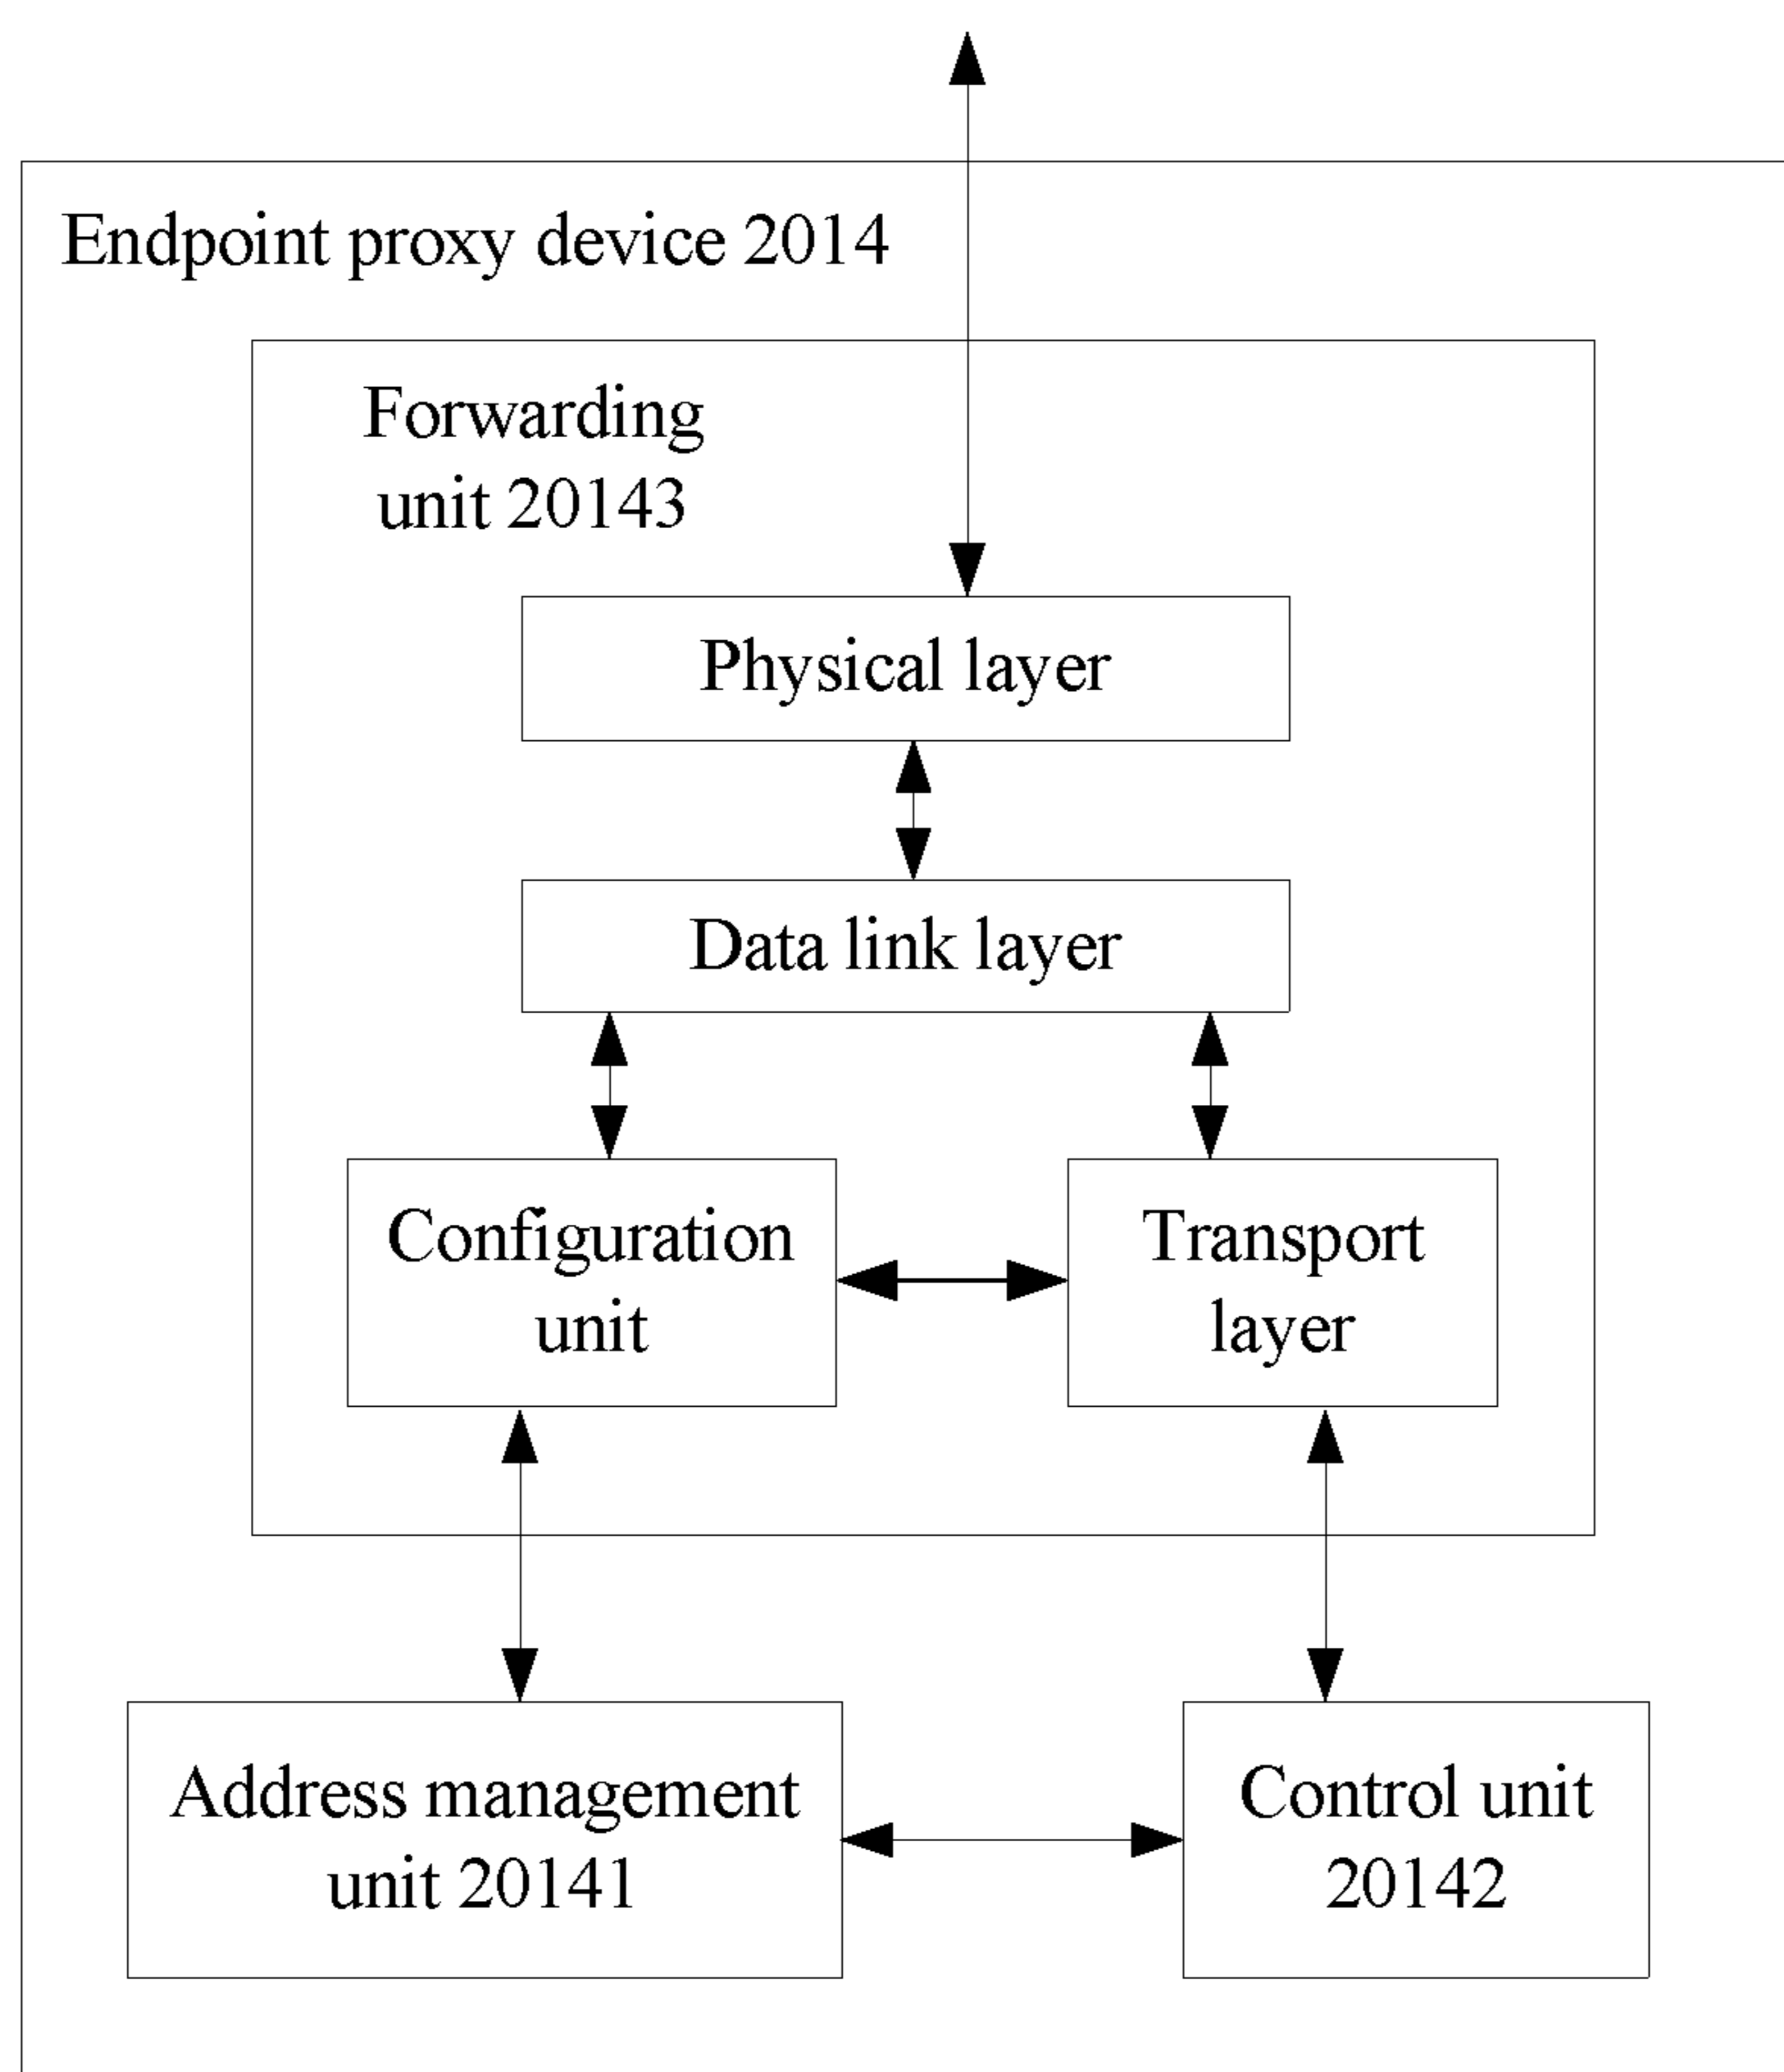 Endpoint proxy device 2014
Forwarding
unit 20143
Physical layer
Data link layer
Configuration
unit
Transport
layer
Address management
unit 20141
Control unit
20142